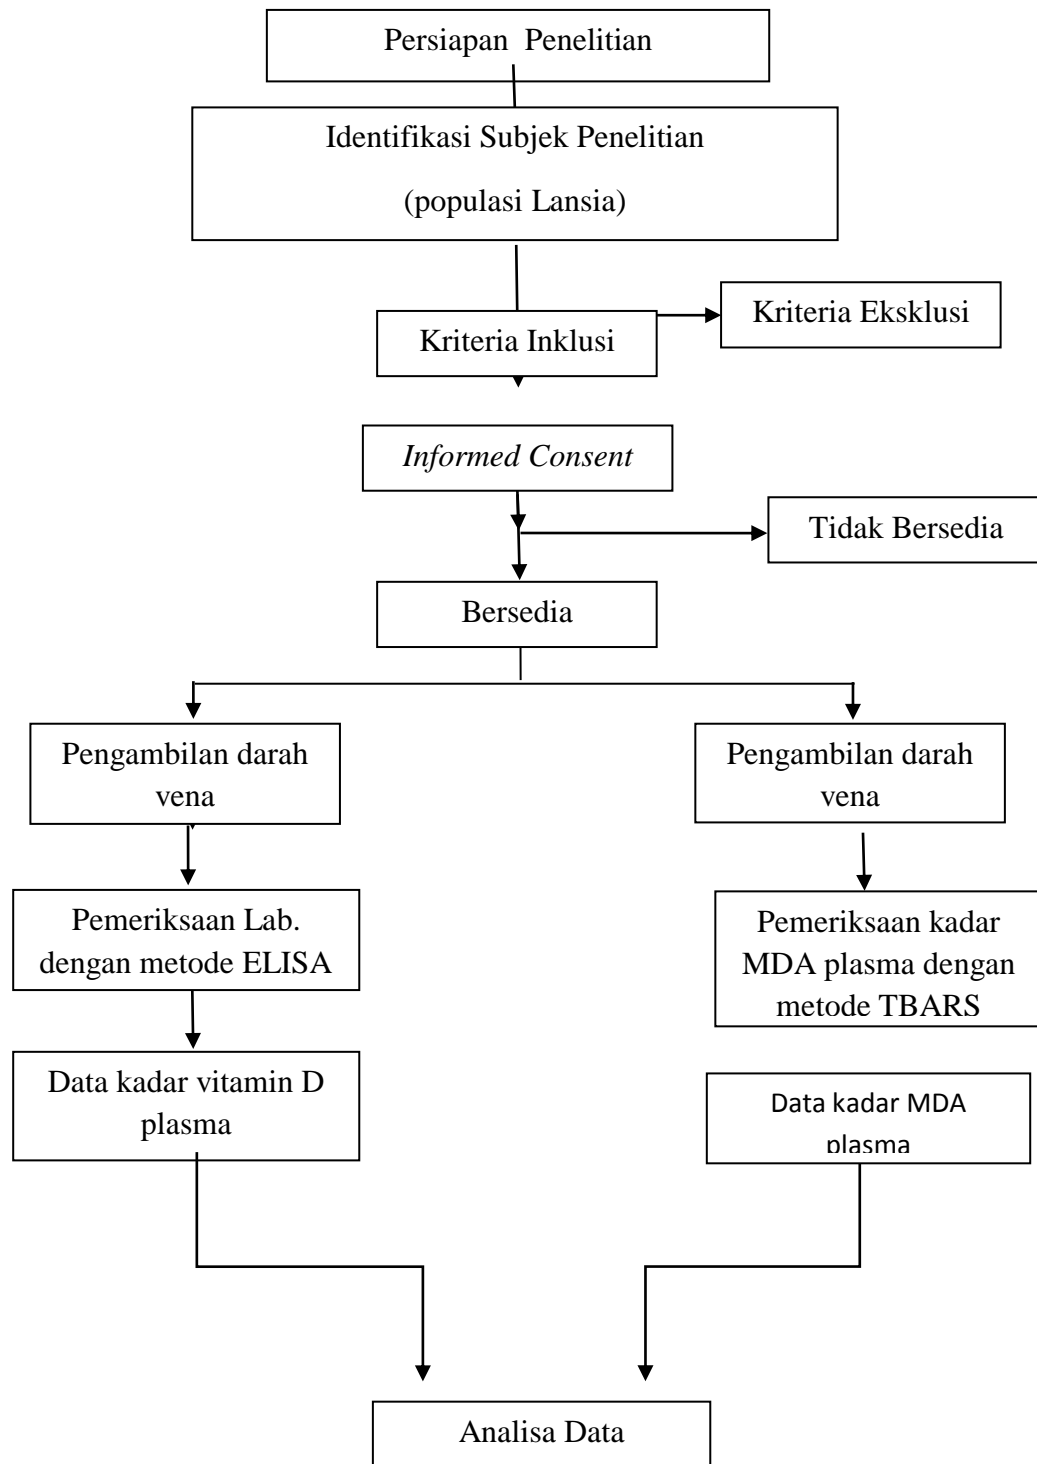 Persiapan Penelitian
Identifikasi Subjek Penelitian
(populasi Lansia)
Kriteria Eksklusi
Kriteria Inklusi
Informed Consent
Tidak Bersedia
Bersedia
Pengambilan darah
vena
Pengambilan darah
vena
Pemeriksaan Lab.
dengan metode ELISA
Pemeriksaan kadar
MDA plasma dengan
metode TBARS
Data kadar vitamin D
plasma
Data kadar MDA
plasma
Analisa Data